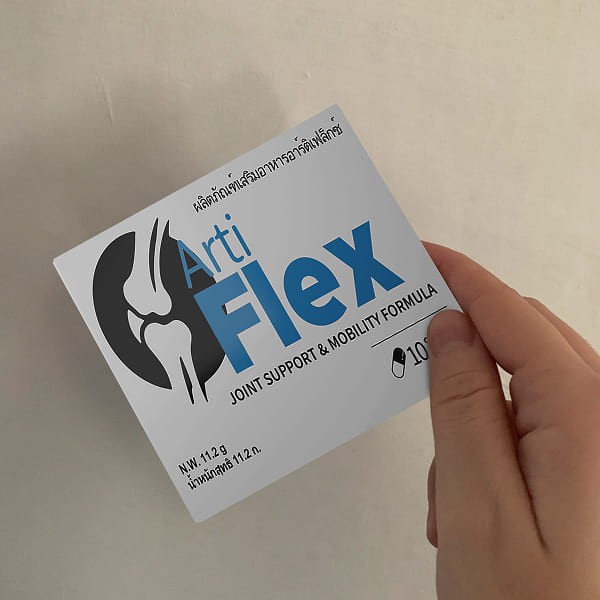 ผลิตภัณฑ์เสริมอาหารอาร์ติเฟล็กซ์
Arti
Flex
JOINT SUPPORT & MOBILITY FORMULA
10
N.W. 11.2 g
น้ำหนักสุทธิ 11.2 ก.